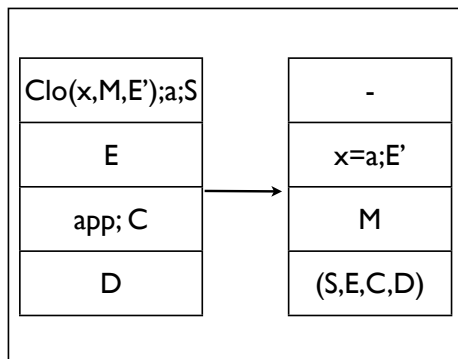 Clo(x,M,E’);a;S
-
E
x=a;E’
app; C
M
D
(S,E,C,D)